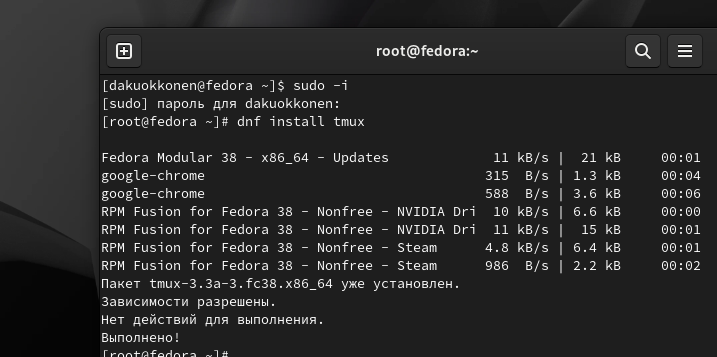 root@fedora:~
[dakuokkonen@fedora ~]$ sudo -i
[sudo] пароль для dakuokkonen:
[root@fedora ~]# dnf install tmux
Fedora Modular 38 - x86_64 - Updates 11 kB/s | 21 kB 00:01
google-chrome 315 B/s | 1.3 kB 00:04
google-chrome 588 B/s | 3.6 kB 00:06
RPM Fusion for Fedora 38 - Nonfree - NVIDIA Dri 10 kB/s | 6.6 kB 00:00
RPM Fusion for Fedora 38 - Nonfree - NVIDIA Dri 11 kB/s | 15 kB 00:01
RPM Fusion for Fedora 38 - Nonfree - Steam 4.8 kB/s | 6.4 kB 00:01
RPM Fusion for Fedora 38 - Nonfree - Steam 986 B/s | 2.2 kB 00:02
Пакет tmux-3.3a-3.fc38.x86_64 уже установлен.
Зависимости разрешены.
Нет действий для выполнения.
Выполнено!
[root@fedora ~]#